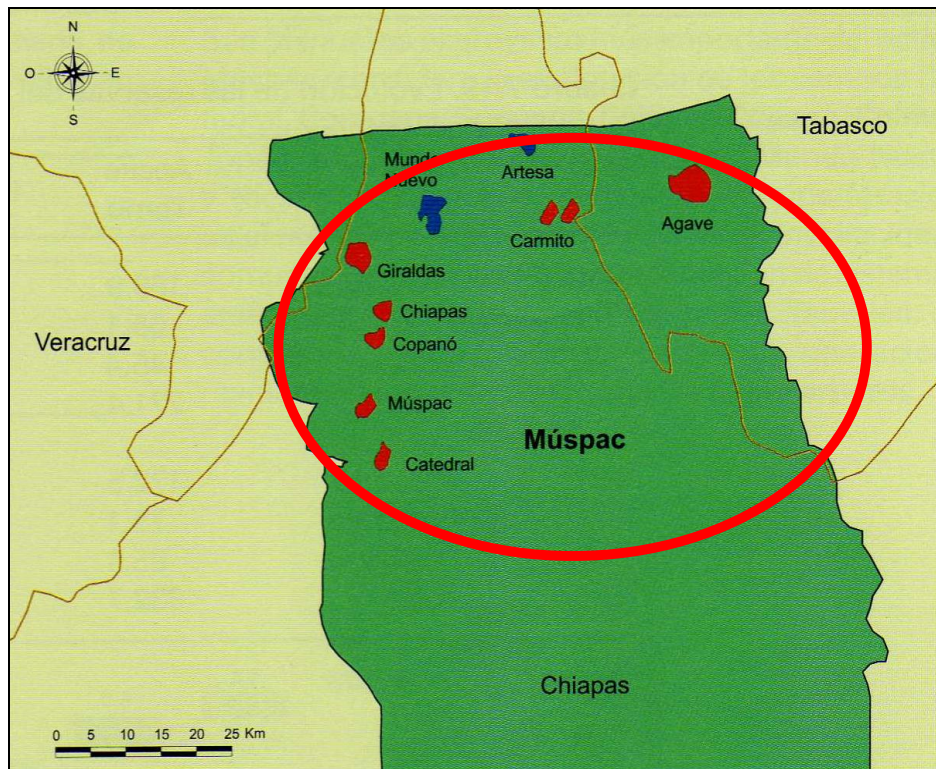 N
O E
S
Tabasco
Mundo
Nuevo
Artesa
Carmito
Agave
Giraldas
Chiapas
Copanó
Veracruz
Múspac
Múspac
Catedral
Chiapas
0 5 10 15 20 25 Km